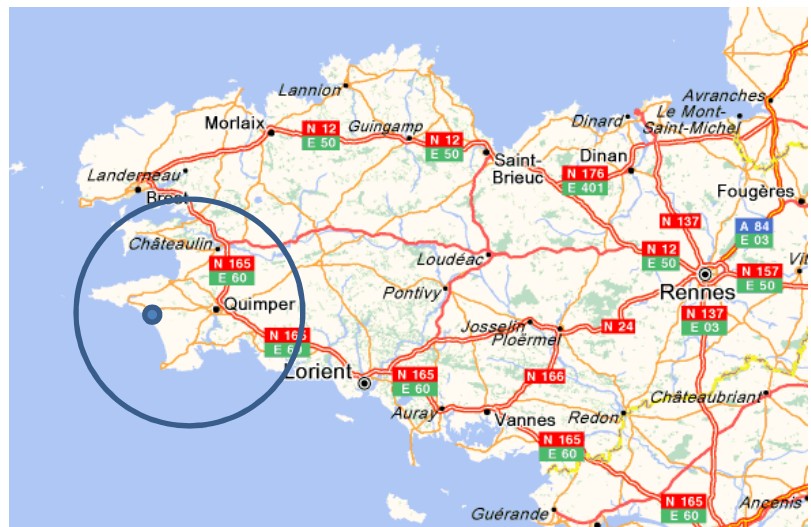 Lannion
Avranches
Le Mont-
Saint-Michel
Dinard
Morlaix
N 12
E 50
Guingamp
N 12
E 50
Saint-
Brieuc
Dinan
N 176
E 401
Landerneau
Brest
Fougères
N 137
A 84
E 03
Châteaulin
N 165
E 60
Loudéac
N 12
E 50
Rennes
N 157
E 50
Vit
Pontivy
Quimper
N 165
E 60
Josselin
Ploërmel
N 24
N 137
E 03
Lorient
N 165
E 60
N 166
Châteaubriant
Auray
Vannes
Redon
N 165
E 60
Guérande
N 165
E 60
Ancenis